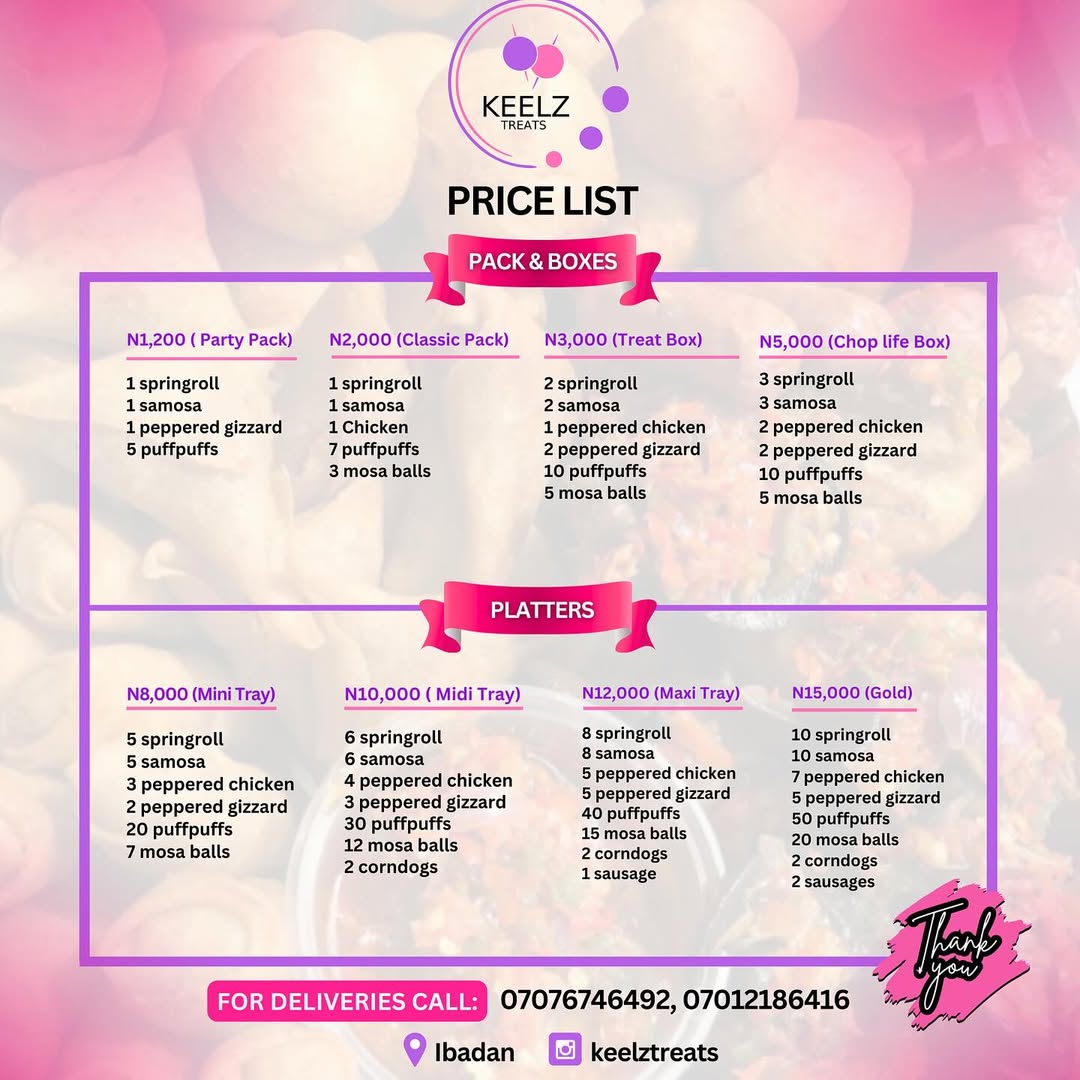 KEELZ
TREATS
PRICE LIST
PACK & BOXES
N1,200 ( Party Pack)
1 springroll
1 samosa
1 peppered gizzard
5 puffpuffs
N2,000 (Classic Pack)
1 springroll
1 samosa
1 Chicken
7 puffpuffs
3 mosa balls
N3,000 (Treat Box)
2 springroll
2 samosa
1 peppered chicken
2 peppered gizzard
10 puffpuffs
5 mosa balls
N5,000 (Chop life Box)
3 springroll
3 samosa
2 peppered chicken
2 peppered gizzard
10 puffpuffs
5 mosa balls
PLATTERS
N8,000 (Mini Tray)
5 springroll
5 samosa
3 peppered chicken
2 peppered gizzard
20 puffpuffs
7 mosa balls
N10,000 ( Midi Tray)
6 springroll
6 samosa
4 peppered chicken
3 peppered gizzard
30 puffpuffs
12 mosa balls
2 corndogs
N12,000 (Maxi Tray)
8 springroll
8 samosa
5 peppered chicken
5 peppered gizzard
40 puffpuffs
15 mosa balls
2 corndogs
1 sausage
N15,000 (Gold)
10 springroll
10 samosa
7 peppered chicken
5 peppered gizzard
50 puffpuffs
20 mosa balls
2 corndogs
2 sausages
Thank
you
FOR DELIVERIES CALL: 07076746492, 07012186416
Ibadan keelztreats